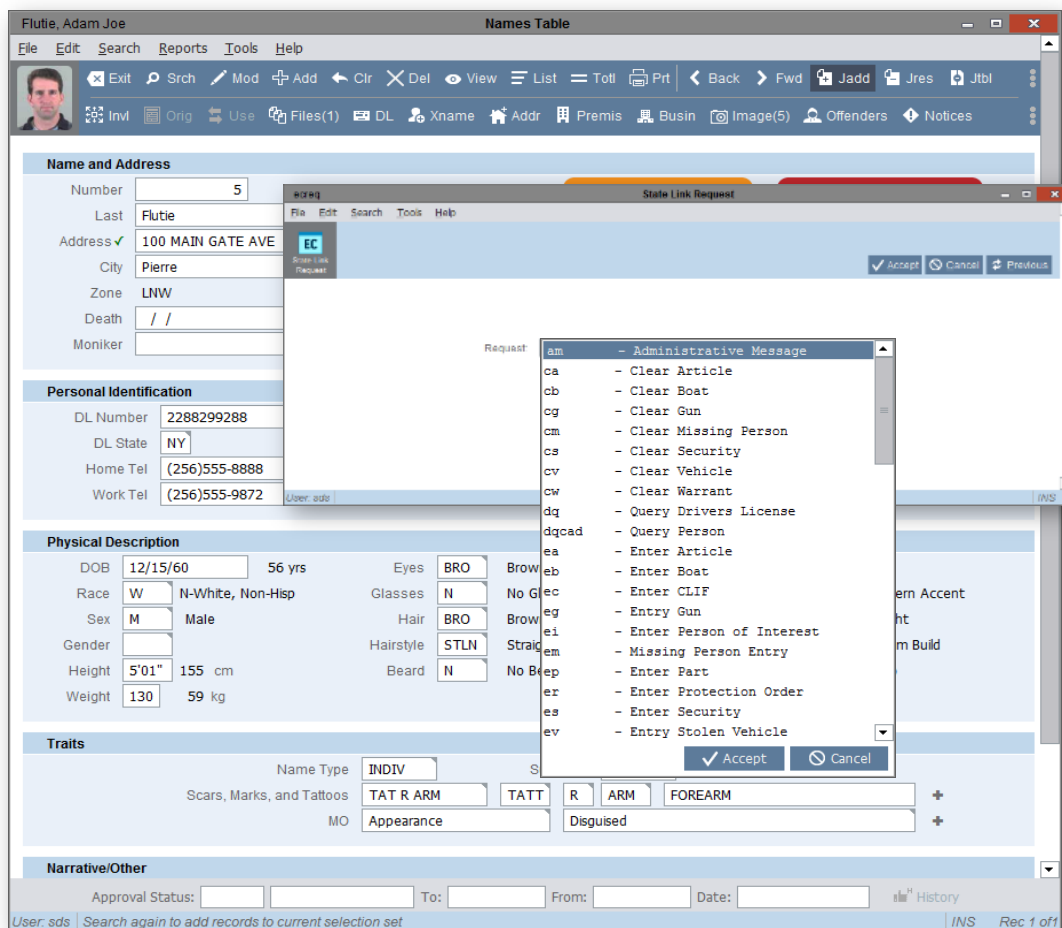 Flutie, Adam Joe Names Table
File Edit Search Reports Tools Help
Exit Srch Mod Add Clr Del View List Totl Prt Back Fwd Jadd Jres Jtbl
Invl Orig Use Files(1) DL Xname Addr Premis Busin Image(5) Offenders Notices
Name and Address
Number 5
Last Flutie
Address 100 MAIN GATE AVE
City Pierre
Zone LNW
Death / /
Moniker
State Link Request
File Edit Search Tools Help
EC
State Link
Request
Accept Cancel Previous
Request:
am - Administrative Message
ca - Clear Article
cb - Clear Boat
cg - Clear Gun
cm - Clear Missing Person
cs - Clear Security
cv - Clear Vehicle
cw - Clear Warrant
dq - Query Drivers License
dqcad - Query Person
ea - Enter Article
eb - Enter Boat
ec - Enter CLIF
eg - Entry Gun
ei - Enter Person of Interest
em - Missing Person Entry
ep - Enter Part
er - Enter Protection Order
es - Enter Security
ev - Entry Stolen Vehicle
Accept Cancel
User: sds INS
Personal Identification
DL Number 2288299288
DL State NY
Home Tel (256)555-8888
Work Tel (256)555-9872
Physical Description
DOB 12/15/60 56 yrs Eyes BRO Brow
Race W N-White, Non-Hisp Glasses N No Gl ern Accent
Sex M Male Hair BRO Brow ht
Gender Hairstyle STLN Straig m Build
Height 5'01" 155 cm Beard N No Be
Weight 130 59 kg
Traits
Name Type INDIV S
Scars, Marks, and Tattoos TAT R ARM TATT R ARM FOREARM
MO Appearance Disguised
Narrative/Other
Approval Status: To: From: Date: History
User: sds Search again to add records to current selection set INS Rec 1 of1